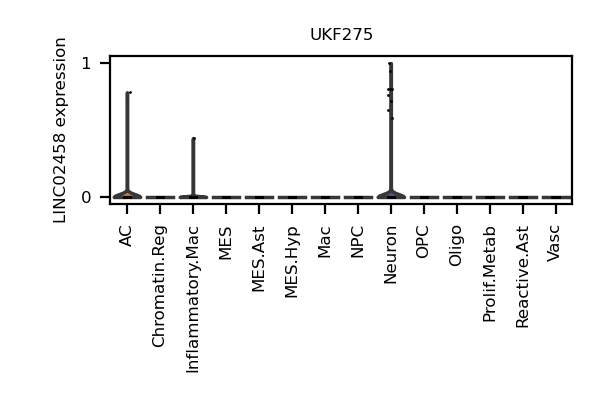 UKF275
LINC02458 expression
1
0
AC
Chromatin.Reg
Inflammatory.Mac
MES
MES.Ast
MES.Hyp
Mac
NPC
Neuron
OPC
Oligo
Prolif.Metab
Reactive.Ast
Vasc